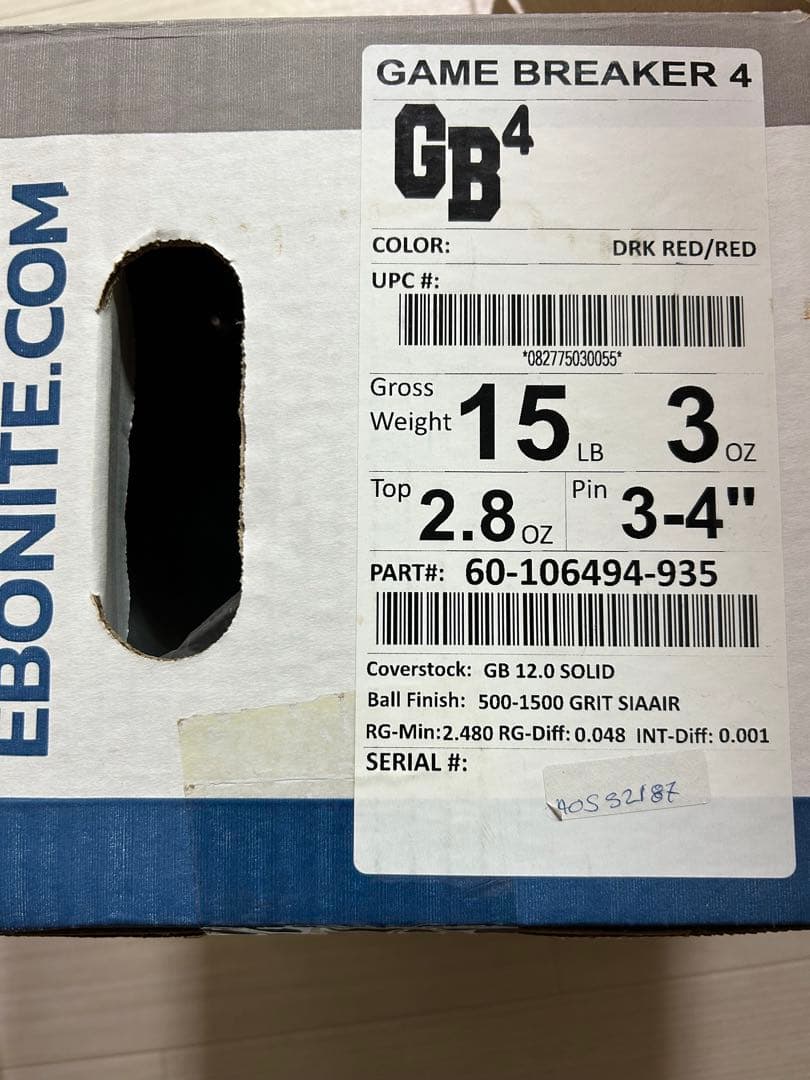 EBONITE.COM
GAME BREAKER 4
GB4
COLOR: DRK RED/RED
UPC #:
*082775030055*
Gross Weight 15 LB 3 OZ
Top 2.8 OZ Pin 3-4"
PART#: 60-106494-935
Coverstock: GB 12.0 SOLID
Ball Finish: 500-1500 GRIT SIAAIR
RG-Min:2.480 RG-Diff: 0.048 INT-Diff: 0.001
SERIAL #: